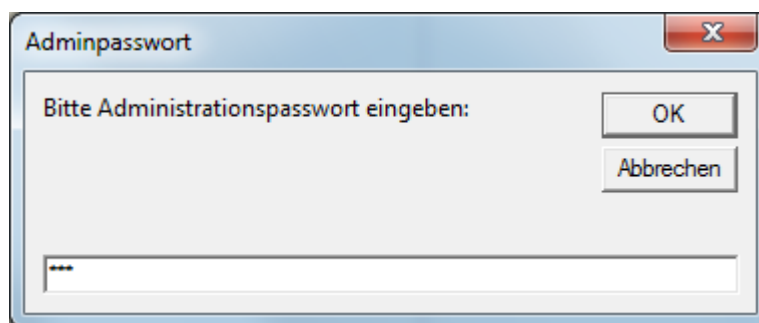 Adminpasswort
Bitte Administrationspasswort eingeben:
OK
Abbrechen
***